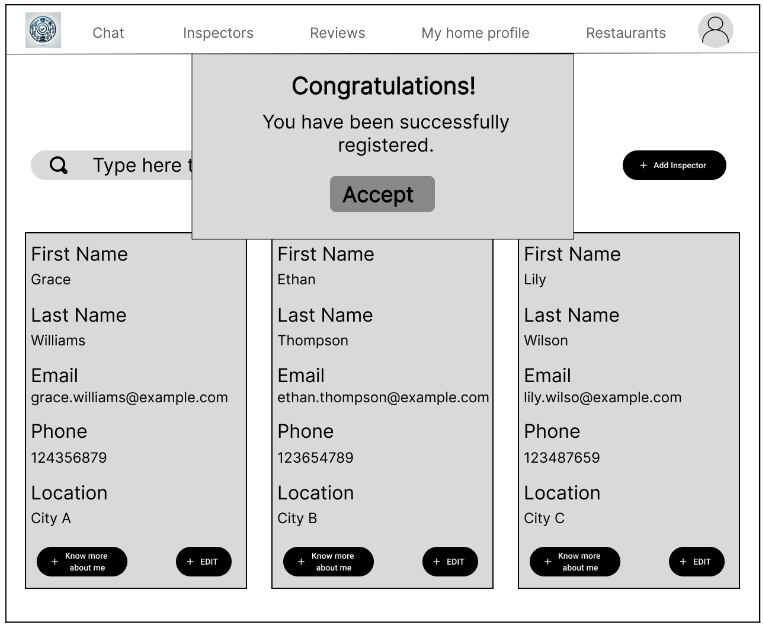 Chat
Inspectors
Reviews
My home profile
Restaurants
Congratulations!
You have been successfully
registered.
Accept
Type here t
+ Add Inspector
First Name
Grace
Last Name
Williams
Email
grace.williams@example.com
Phone
124356879
Location
City A
+ Know more
about me
+ EDIT
First Name
Ethan
Last Name
Thompson
Email
ethan.thompson@example.com
Phone
123654789
Location
City B
+ Know more
about me
+ EDIT
First Name
Lily
Last Name
Wilson
Email
lily.wilso@example.com
Phone
123487659
Location
City C
+ Know more
about me
+ EDIT